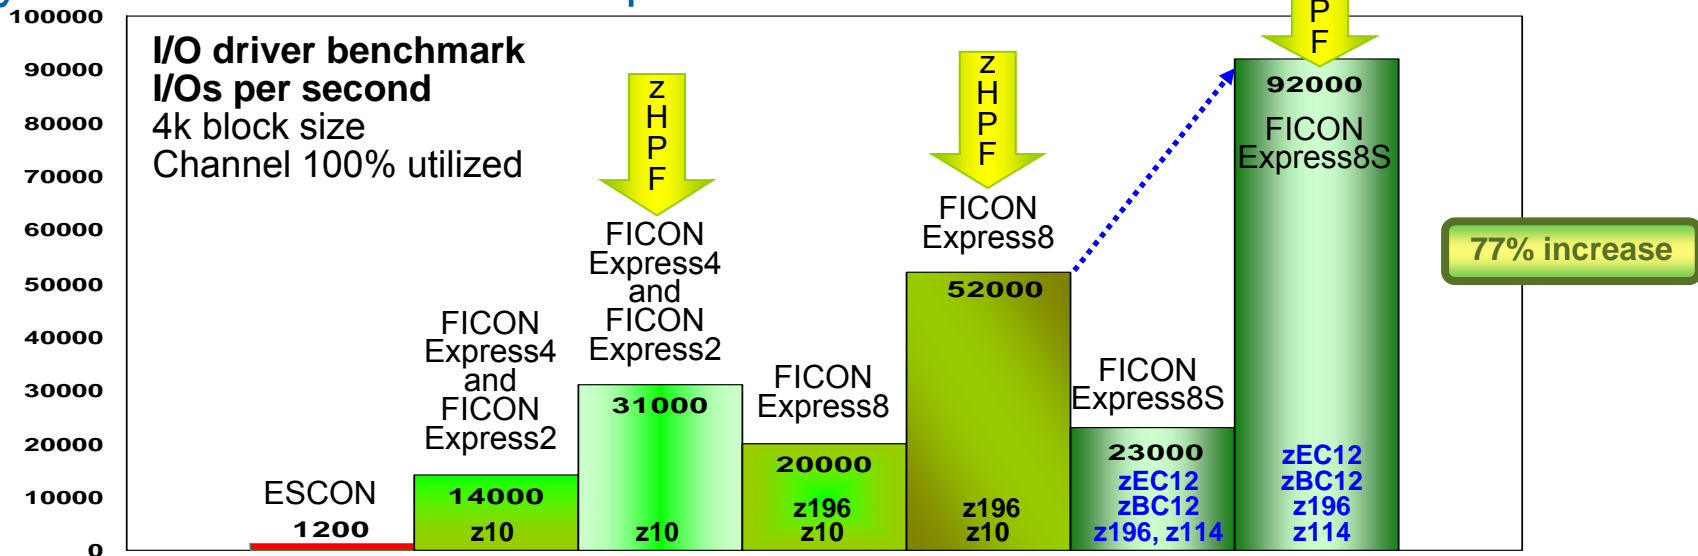 100000
90000
80000
70000
60000
50000
40000
30000
20000
10000
0
I/O driver benchmark
I/Os per second
4k block size
Channel 100% utilized
ESCON
1200
FICON
Express4
and
FICON
Express2
14000
z10
z
H
P
F
FICON
Express4
and
FICON
Express2
31000
z10
FICON
Express8
20000
z196
z10
z
H
P
F
FICON
Express8
52000
z196
z10
FICON
Express8S
23000
zEC12
zBC12
z196, z114
P
F
92000
FICON
Express8S
zEC12
zBC12
z196
z114
77% increase